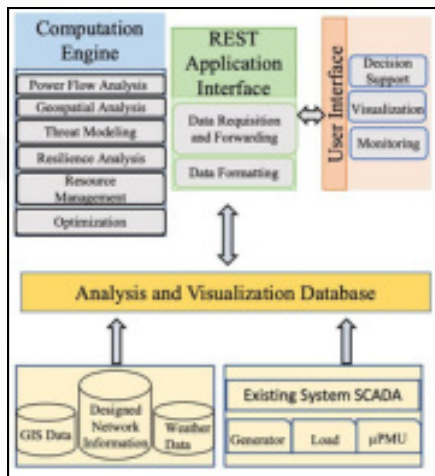 Computation
Engine
Power Flow Analysis
Geospatial Analysis
Threat Modeling
Resilience Analysis
Resource
Management
Optimization
REST
Application
Interface
Data Requisition
and Forwarding
Data Formatting
User Interface
Decision
Support
Visualization
Monitoring
Analysis and Visualization Database
GIS Data
Designed
Network
Information
Weather
Data
Existing System SCADA
Generator
Load
μPMU